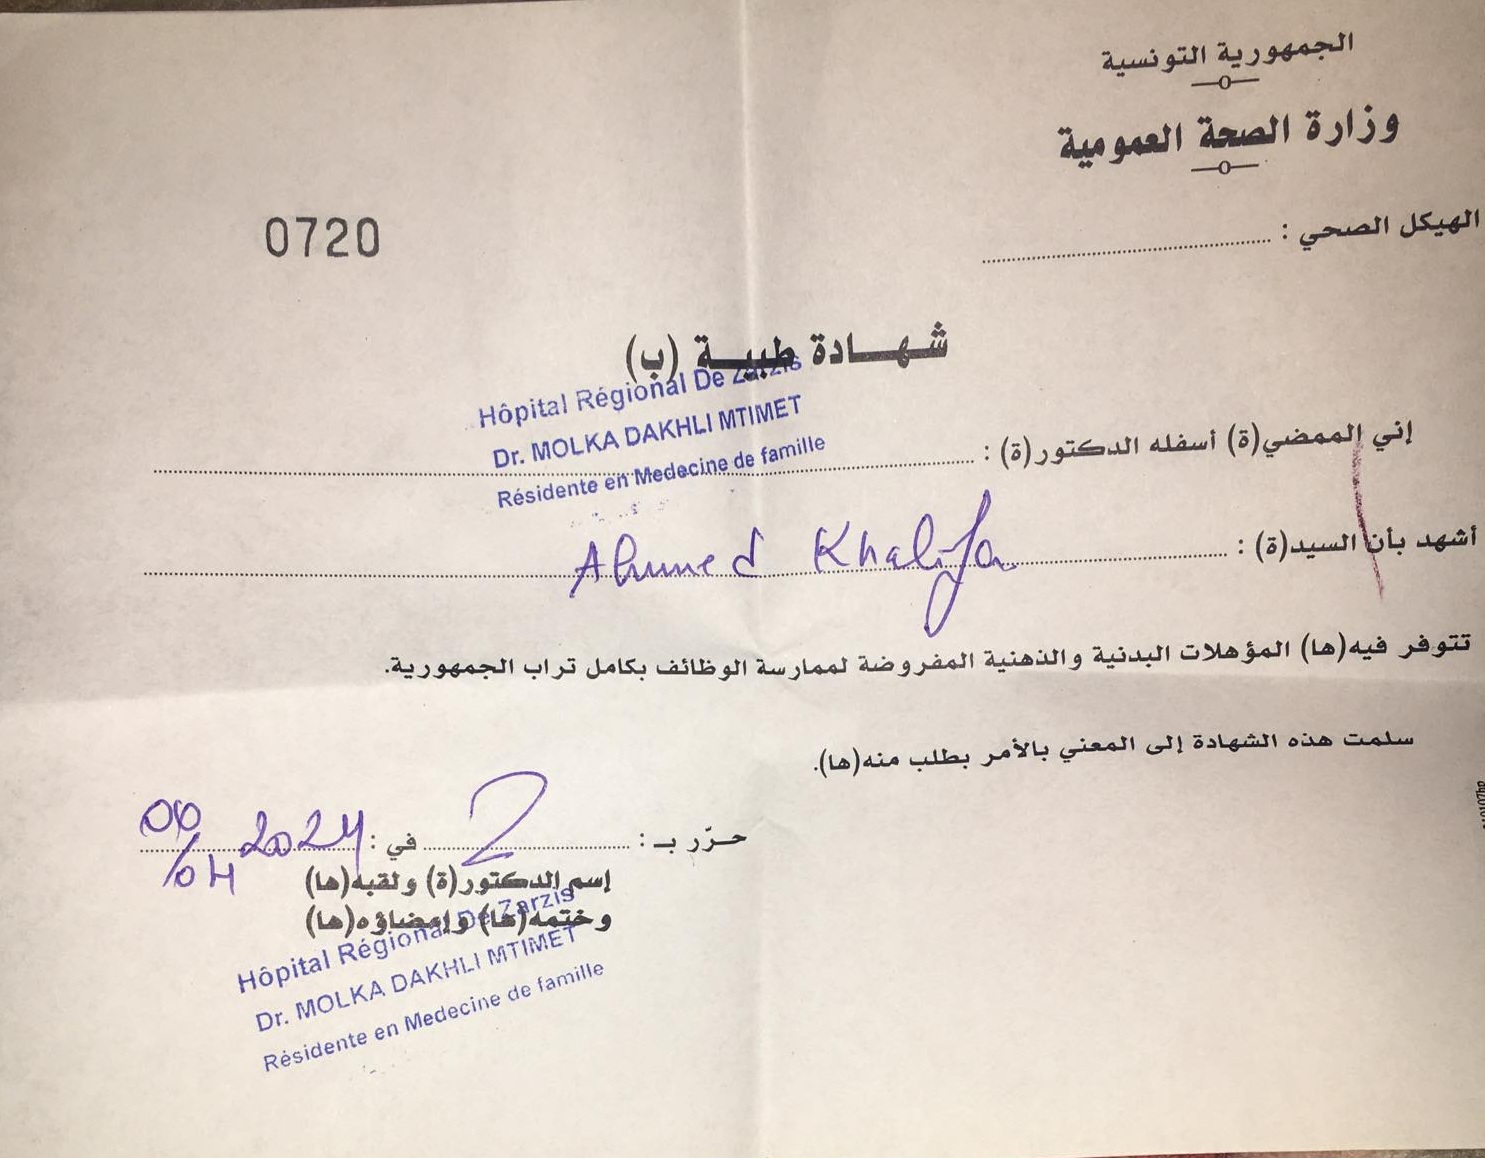 الجمهورية التونسية
وزارة الصحة العمومية
الهيكل الصحي :
0720
شهادة طبية (ب)
Hôpital Régional De Zarzis
Dr. MOLKA DAKHLI MTIMET
Résidente en Medecine de famille
إني الممضي(ة) أسفله الدكتور(ة) :
أشهد بأن السيد(ة) : Ahmed Khalifa
تتوفر فيه(ها) المؤهلات البدنية والذهنية المفروضة لممارسة الوظائف بكامل تراب الجمهورية.
سلمت هذه الشهادة إلى المعني بالأمر بطلب منه(ها).
حرّر بـ : في : /04 2024
إسم الدكتور(ة) ولقبه(ها)
وختمه(ها) وإمضاؤه(ها)
Hôpital Régional De Zarzis
Dr. MOLKA DAKHLI MTIMET
Résidente en Medecine de famille